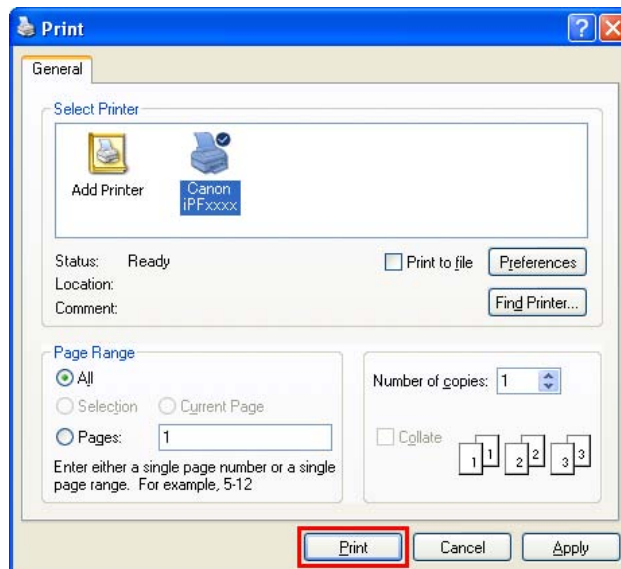 Print
General
Select Printer
Add Printer
Canon
iPFxxxx
Status: Ready
Location:
Comment:
Print to file
Preferences
Find Printer...
Page Range
All
Selection Current Page
Pages: 1
Enter either a single page number or a single
page range. For example, 5-12
Number of copies: 1
Collate
1 1 2 2 3 3
Print Cancel Apply